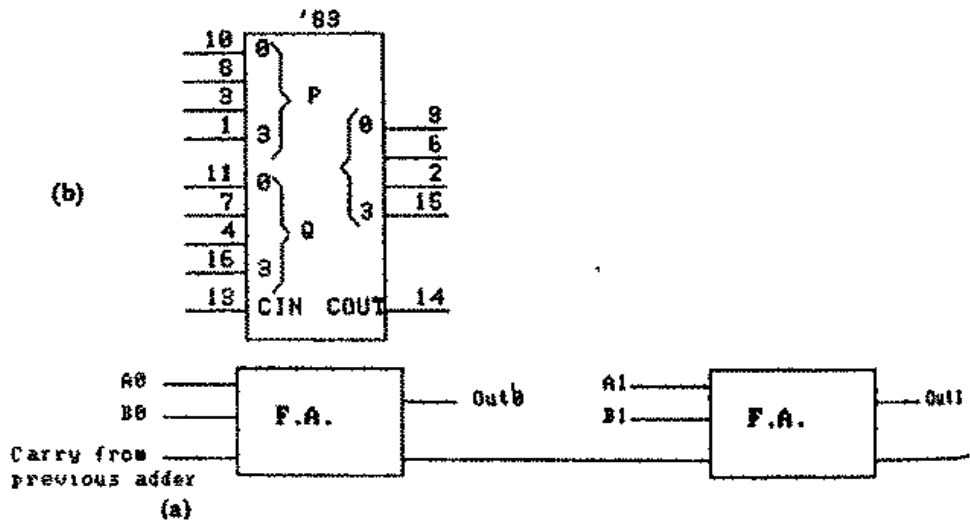 '83
10 0
8
3 P
1 3
0 9
6
2
3 15
11 0
7
4 Q
16 3
13 CIN COUT 14
(b)
A0
B0
F.A.
Out0
A1
B1
F.A.
Out1
Carry from
previous adder
(a)